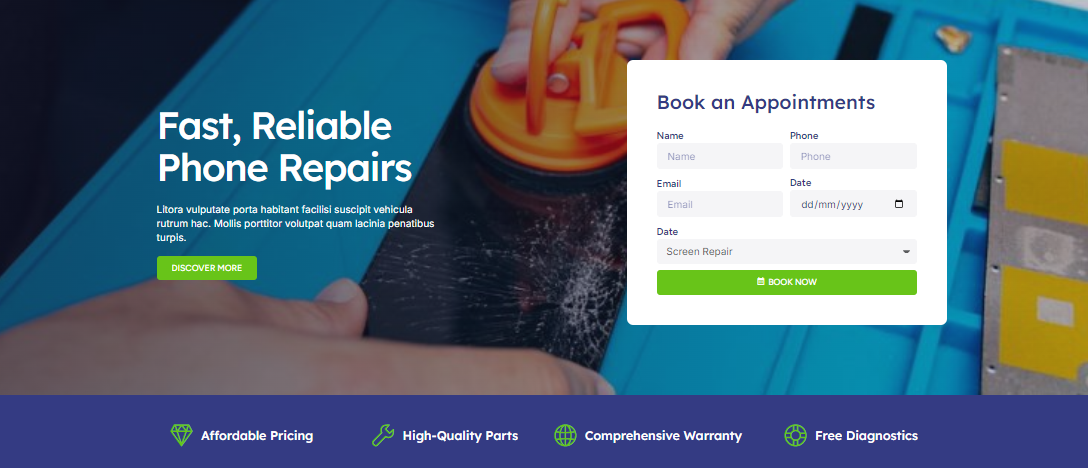 Fast, Reliable
Phone Repairs
Litora vulputate porta habitant facilisi suscipit vehicula
rutrum hac. Mollis porttitor volutpat quam lacinia penatibus
turpis.
DISCOVER MORE
Book an Appointments
Name Phone
Name Phone
Email Date
Email dd/mm/yyyy
Date
Screen Repair
BOOK NOW
Affordable Pricing High-Quality Parts Comprehensive Warranty Free Diagnostics